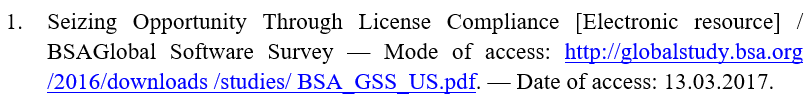 1. Seizing Opportunity Through License Compliance [Electronic resource] /
BSAGlobal Software Survey — Mode of access: http://globalstudy.bsa.org
/2016/downloads /studies/ BSA_GSS_US.pdf. — Date of access: 13.03.2017.